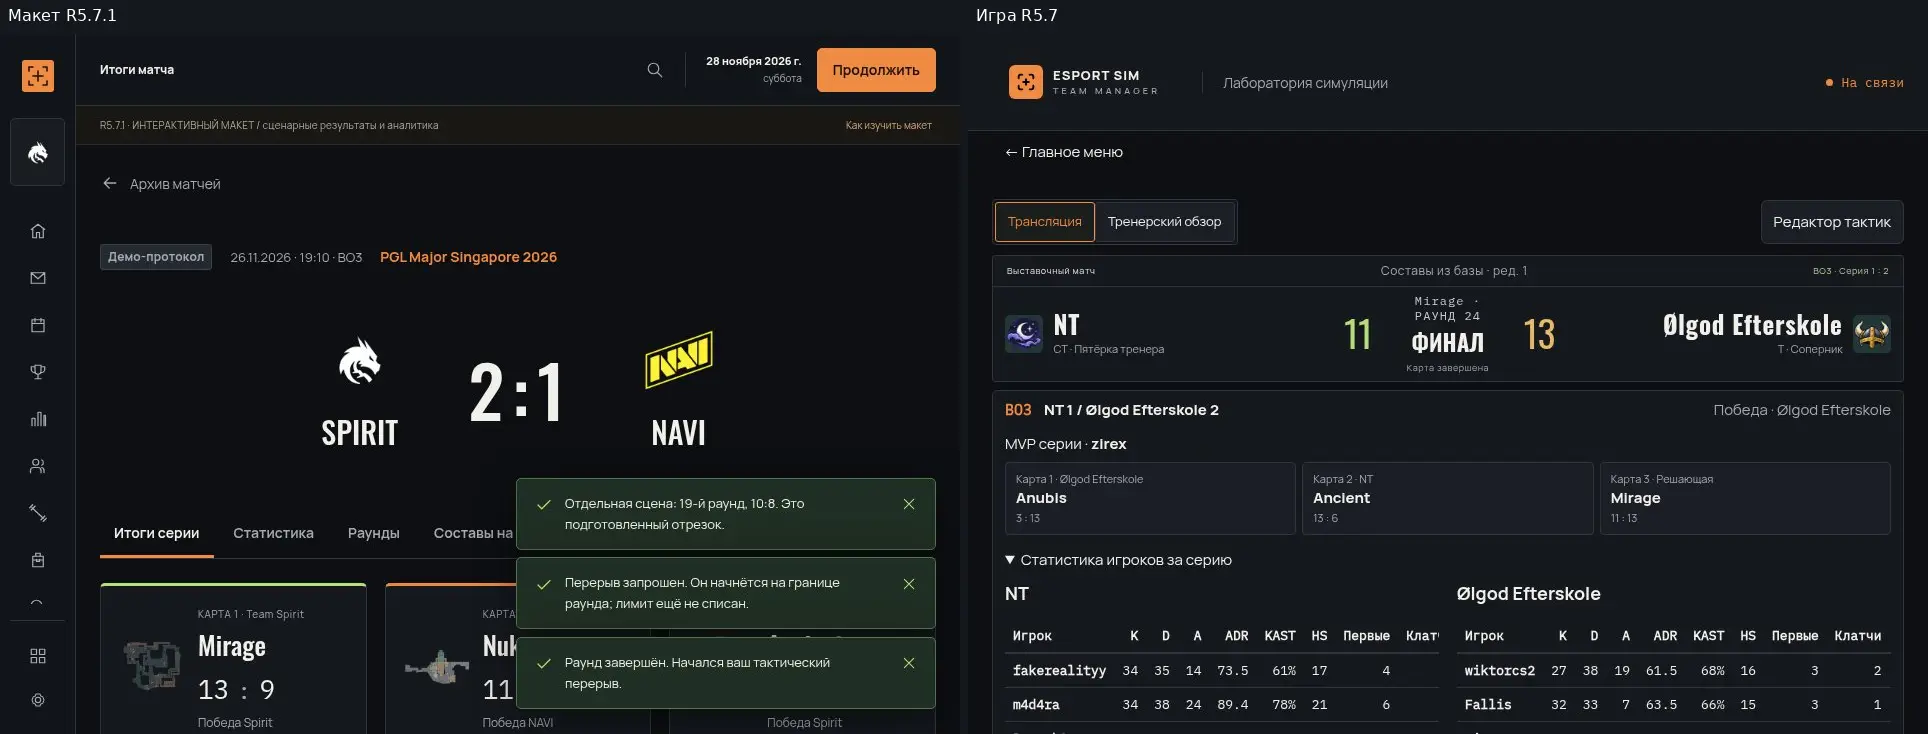 Макет R5.7.1
Итоги матча
28 ноября 2026 г.
суббота
Продолжить
R5.7.1 · ИНТЕРАКТИВНЫЙ МАКЕТ / сценарные результаты и аналитика
Как изучить макет
← Архив матчей
Демо-протокол
26.11.2026 · 19:10 · BO3
PGL Major Singapore 2026
2:1
NAVI
SPIRIT
NAVI
Итоги серии
Статистика
Раунды
Составы на
Отдельная сцена: 19-й раунд, 10:8. Это
подготовленный отрезок.
Перерыв запрошен. Он начнётся на границе
раунда; лимит ещё не списан.
Раунд завершён. Начался ваш тактический
перерыв.
КАРТА 1 · Team Spirit
Mirage
13 : 9
Победа Spirit
КАРТА
Nuk
11
Победа NAVI
Победа Spirit
Игра R5.7
ESPORT SIM
TEAM MANAGER
Лаборатория симуляции
На связи
← Главное меню
Трансляция
Тренерский обзор
Редактор тактик
Выставочный матч
Составы из базы · ред. 1
BO3 · Серия 1 : 2
NT
CT · Пятёрка тренера
11
Mirage ·
РАУНД 24
ФИНАЛ
Карта завершена
13
Ølgod Efterskole
T · Соперник
BO3 NT 1 / Ølgod Efterskole 2
Победа · Ølgod Efterskole
MVP серии · zirex
Карта 1 · Ølgod Efterskole
Anubis
3 : 13
Карта 2 · NT
Ancient
13 : 6
Карта 3 · Решающая
Mirage
11 : 13
▼ Статистика игроков за серию
NT
Игрок K D A ADR KAST HS Первые Клатч
fakerealityy 34 35 14 73.5 61% 17 4
m4d4ra 34 38 24 89.4 78% 21 6
Ølgod Efterskole
Игрок K D A ADR KAST HS Первые Клатчи
wiktorcs2 27 38 19 61.5 68% 16 3 2
Fallis 32 33 7 63.5 66% 15 3 1